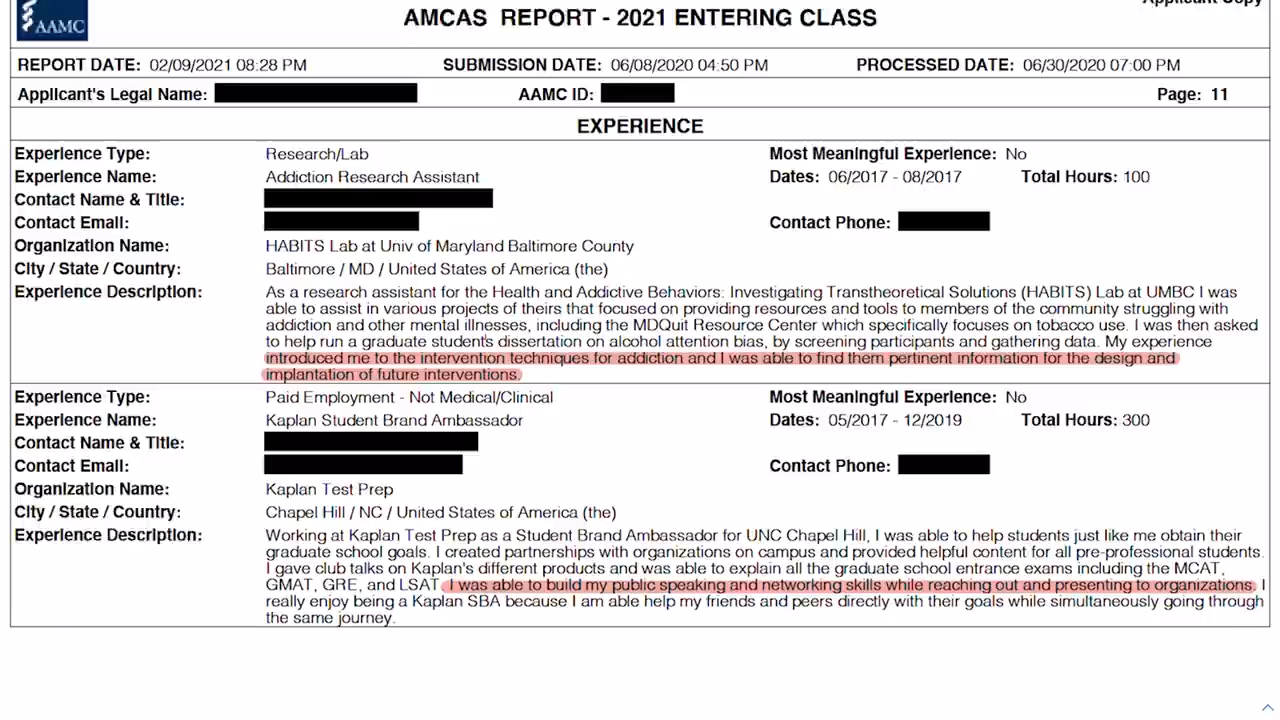 Applicant Copy
AAMC
AMCAS REPORT - 2021 ENTERING CLASS
REPORT DATE: 02/09/2021 08:28 PM SUBMISSION DATE: 06/08/2020 04:50 PM PROCESSED DATE: 06/30/2020 07:00 PM
Applicant's Legal Name: AAMC ID: Page: 11
EXPERIENCE
Experience Type: Research/Lab Most Meaningful Experience: No
Experience Name: Addiction Research Assistant Dates: 06/2017 - 08/2017 Total Hours: 100
Contact Name & Title:
Contact Email: Contact Phone:
Organization Name: HABITS Lab at Univ of Maryland Baltimore County
City / State / Country: Baltimore / MD / United States of America (the)
Experience Description: As a research assistant for the Health and Addictive Behaviors: Investigating Transtheoretical Solutions (HABITS) Lab at UMBC I was
able to assist in various projects of theirs that focused on providing resources and tools to members of the community struggling with
addiction and other mental illnesses, including the MDQuit Resource Center which specifically focuses on tobacco use. I was then asked
to help run a graduate student's dissertation on alcohol attention bias, by screening participants and gathering data. My experience
introduced me to the intervention techniques for addiction and I was able to find them pertinent information for the design and
implantation of future interventions.
Experience Type: Paid Employment - Not Medical/Clinical Most Meaningful Experience: No
Experience Name: Kaplan Student Brand Ambassador Dates: 05/2017 - 12/2019 Total Hours: 300
Contact Name & Title:
Contact Email: Contact Phone:
Organization Name: Kaplan Test Prep
City / State / Country: Chapel Hill / NC / United States of America (the)
Experience Description: Working at Kaplan Test Prep as a Student Brand Ambassador for UNC Chapel Hill, I was able to help students just like me obtain their
graduate school goals. I created partnerships with organizations on campus and provided helpful content for all pre-professional students.
I gave club talks on Kaplan's different products and was able to explain all the graduate school entrance exams including the MCAT,
GMAT, GRE, and LSAT. I was able to build my public speaking and networking skills while reaching out and presenting to organizations. I
really enjoy being a Kaplan SBA because I am able help my friends and peers directly with their goals while simultaneously going through
the same journey.